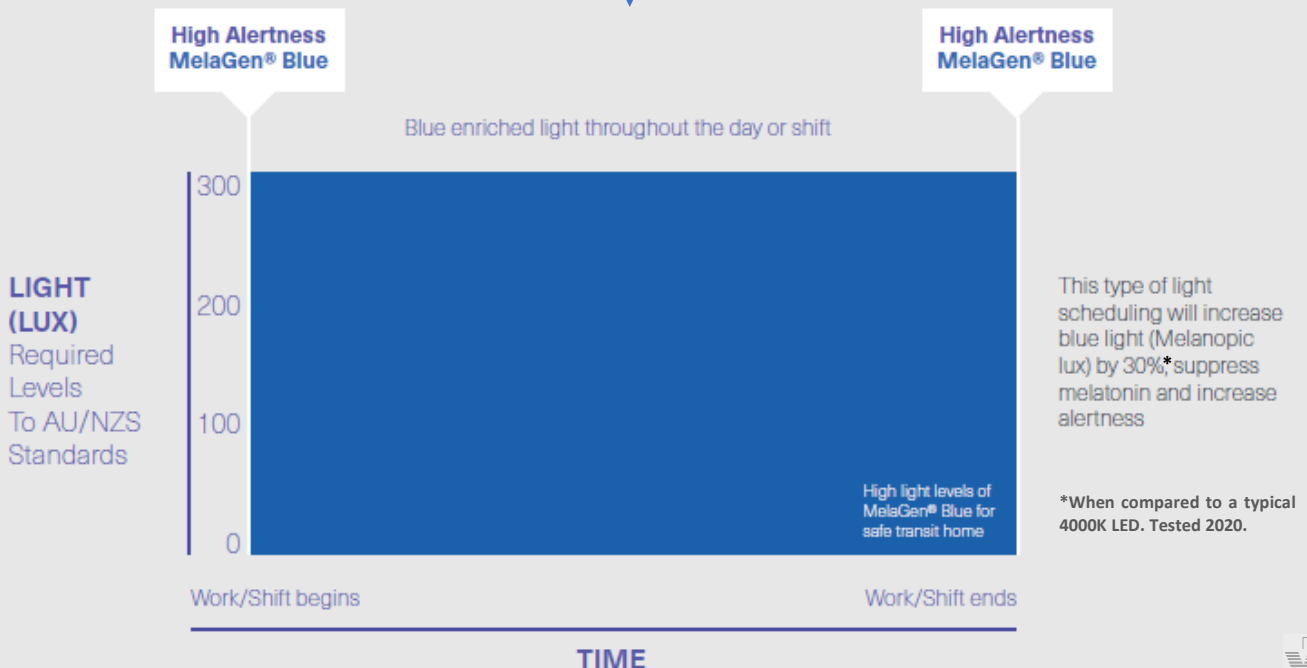 High Alertness
MelaGen® Blue
High Alertness
MelaGen® Blue
Blue enriched light throughout the day or shift
LIGHT
(LUX)
Required
Levels
To AU/NZS
Standards
300
200
100
0
High light levels of
MelaGen® Blue for
safe transit home
This type of light
scheduling will increase
blue light (Melanopic
lux) by 30%,* suppress
melatonin and increase
alertness
*When compared to a typical
4000K LED. Tested 2020.
Work/Shift begins
Work/Shift ends
TIME